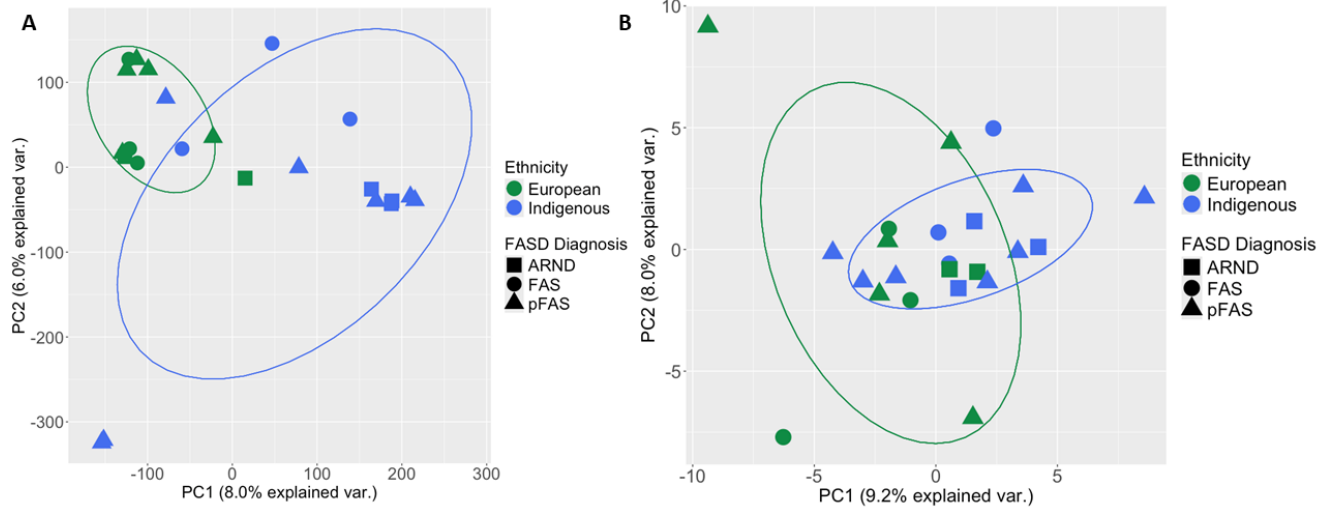 A
100
0
-100
-200
-300
PC2 (6.0% explained var.)
-100
0
100
200
300
PC1 (8.0% explained var.)
Ethnicity
European
Indigenous
FASD Diagnosis
ARND
FAS
pFAS
B
10
5
0
-5
PC2 (8.0% explained var.)
-10
-5
0
5
PC1 (9.2% explained var.)
Ethnicity
European
Indigenous
FASD Diagnosis
ARND
FAS
pFAS